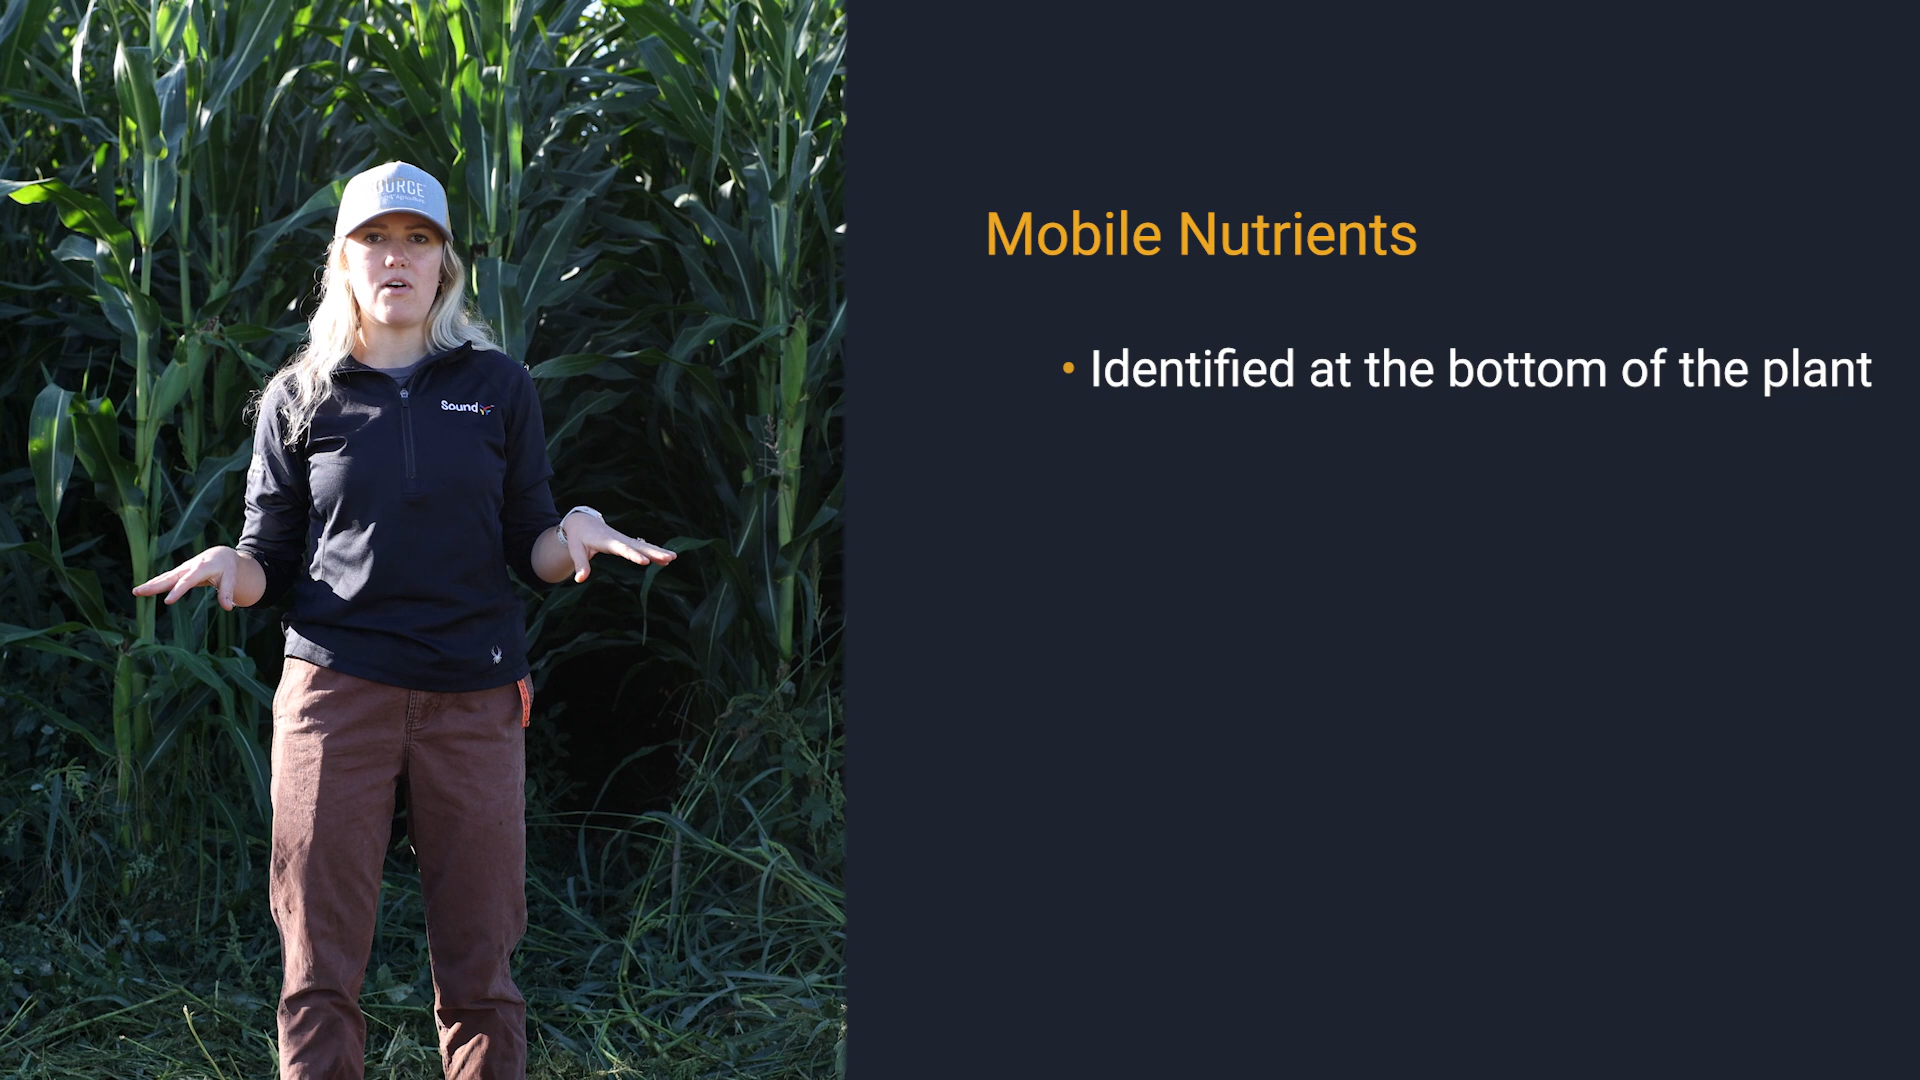 Sound
Mobile Nutrients
• Identified at the bottom of the plant